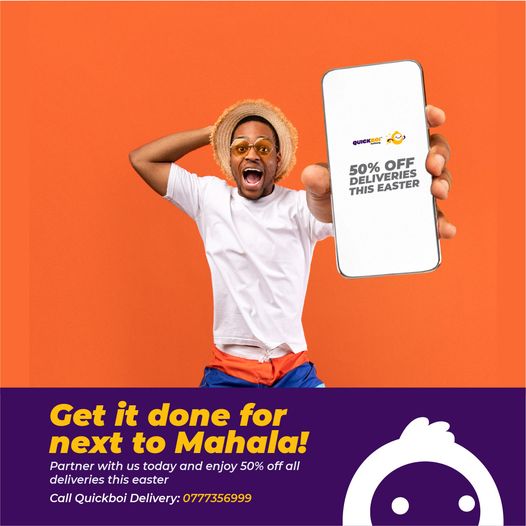 QUICKBOI
50% OFF
DELIVERIES
THIS EASTER
Get it done for
next to Mahala!
Partner with us today and enjoy 50% off all
deliveries this easter
Call Quickboi Delivery: 0777356999